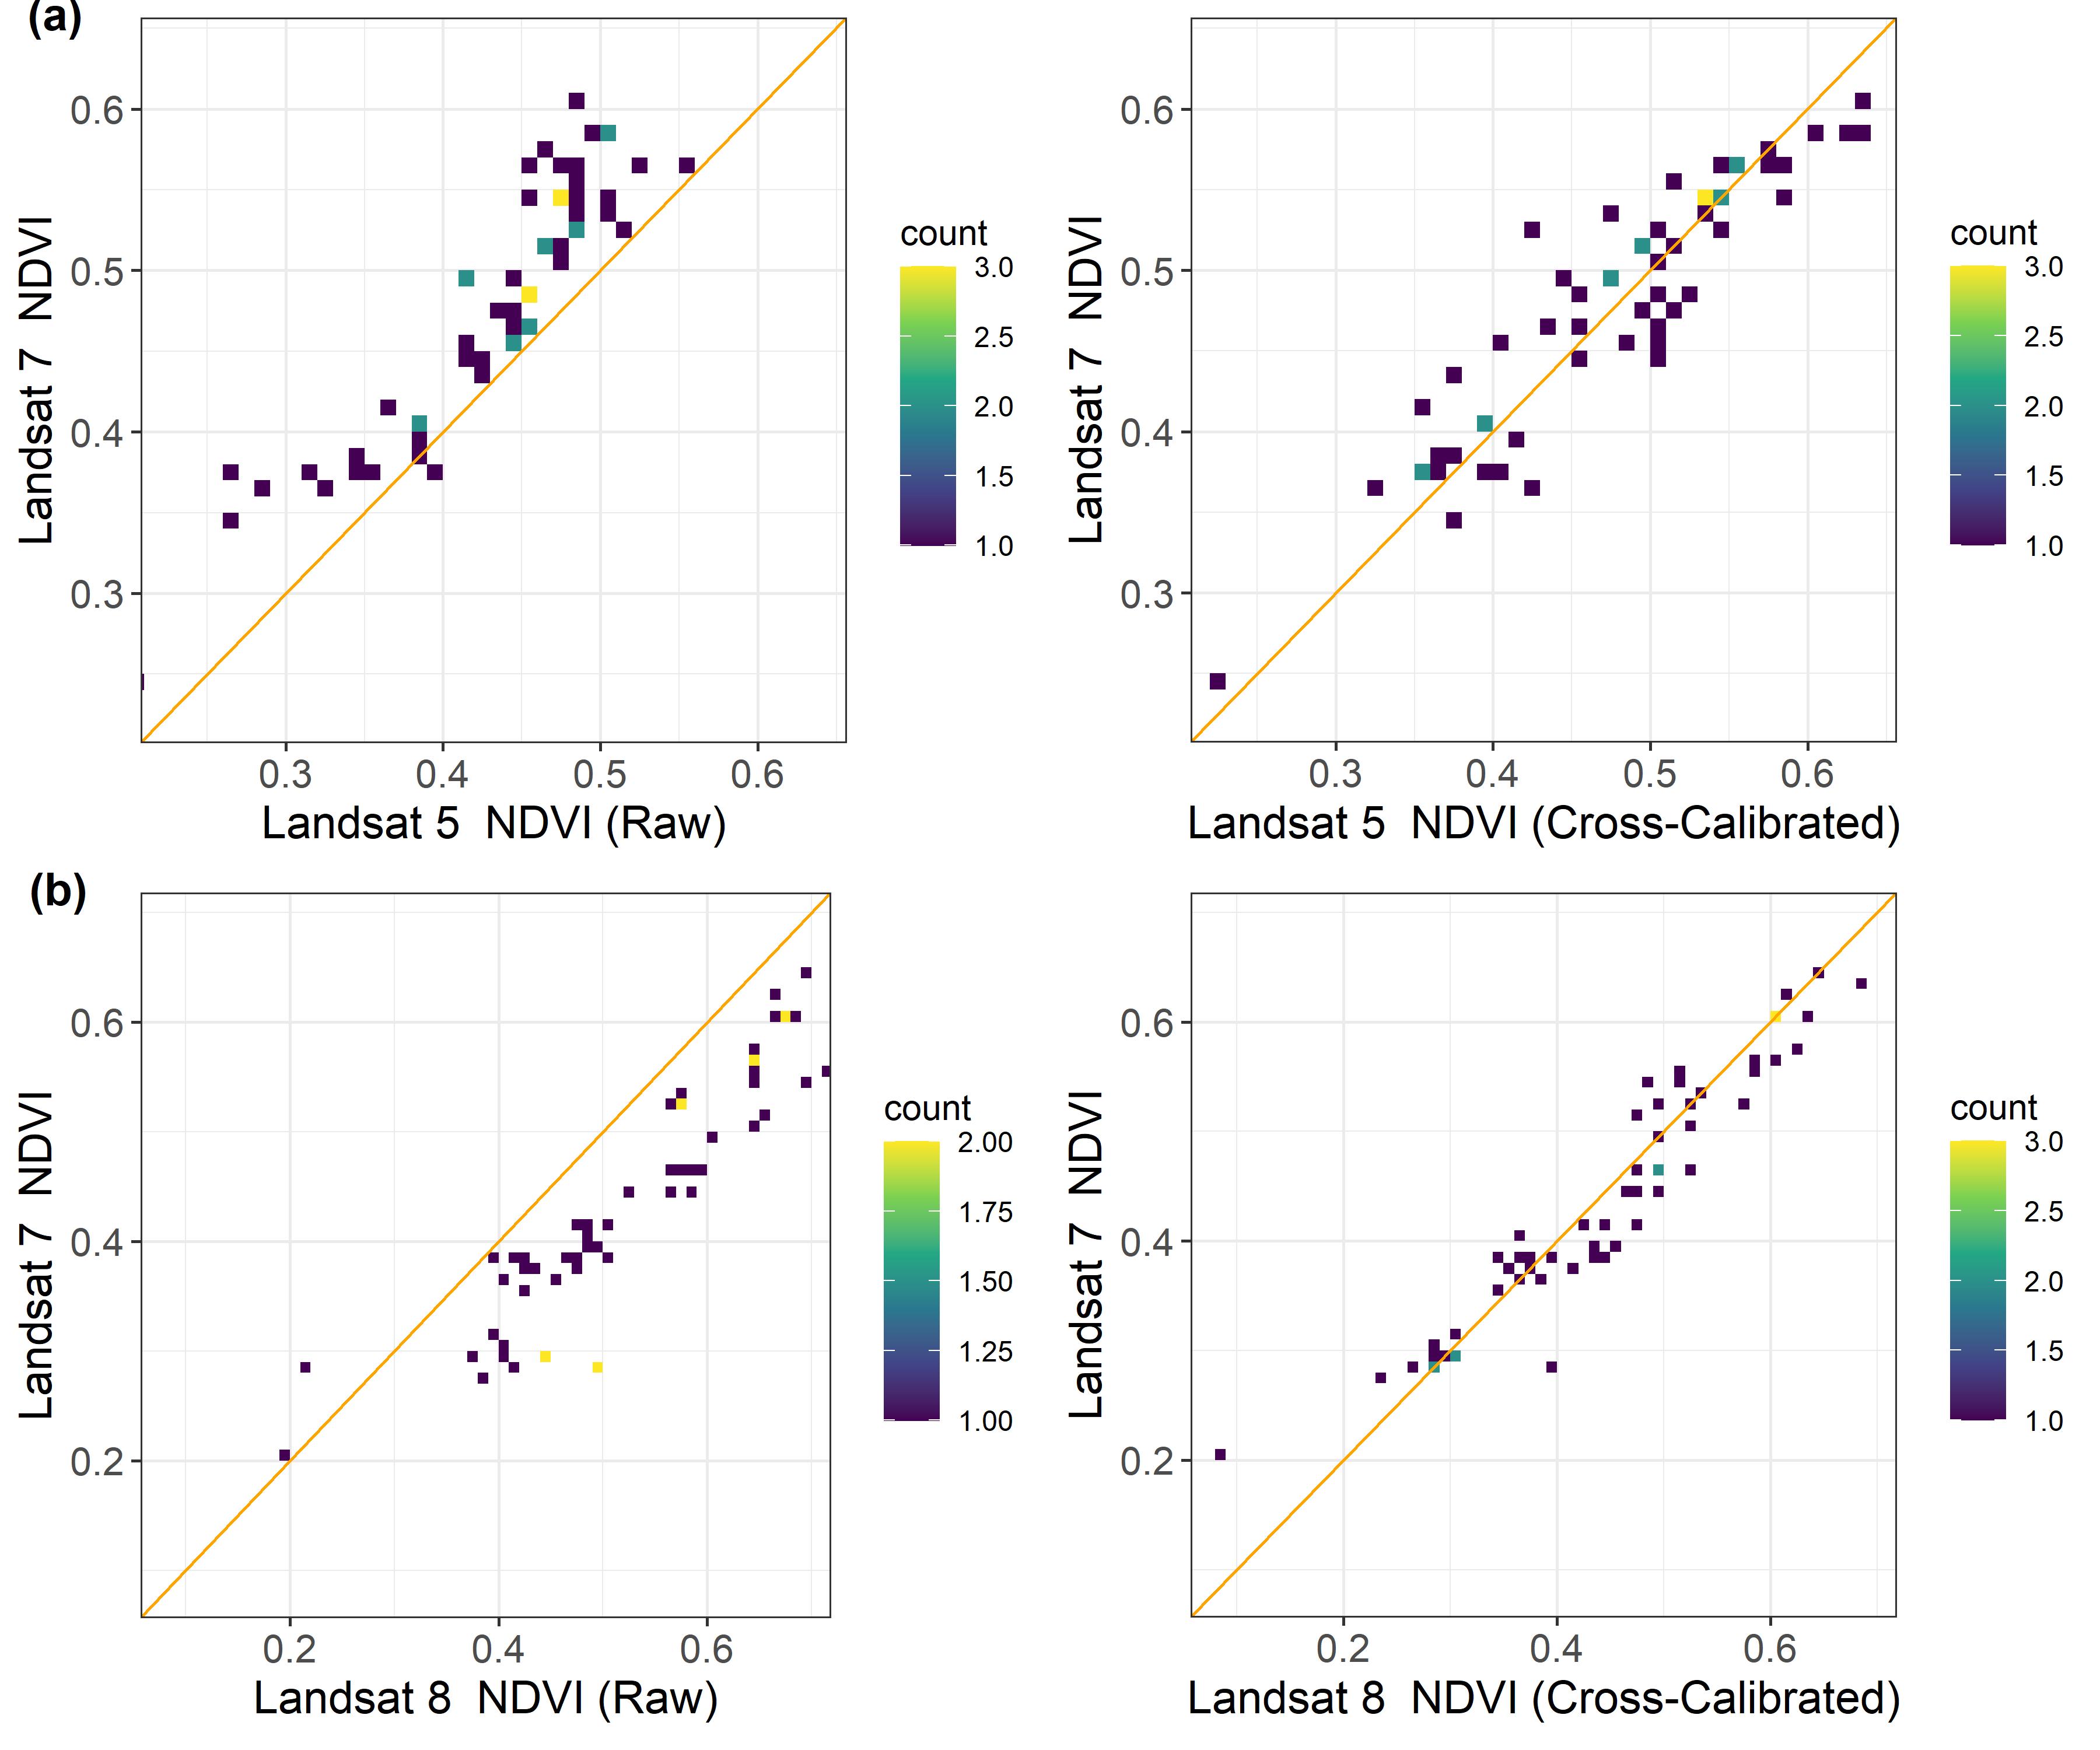 (a)
Landsat 7 NDVI
0.6
0.5
0.4
0.3
0.3 0.4 0.5 0.6
Landsat 5 NDVI (Raw)
count
3.0
2.5
2.0
1.5
1.0
Landsat 7 NDVI
0.6
0.5
0.4
0.3
0.3 0.4 0.5 0.6
Landsat 5 NDVI (Cross-Calibrated)
count
3.0
2.5
2.0
1.5
1.0
(b)
Landsat 7 NDVI
0.6
0.4
0.2
0.2 0.4 0.6
Landsat 8 NDVI (Raw)
count
2.00
1.75
1.50
1.25
1.00
Landsat 7 NDVI
0.6
0.4
0.2
0.2 0.4 0.6
Landsat 8 NDVI (Cross-Calibrated)
count
3.0
2.5
2.0
1.5
1.0